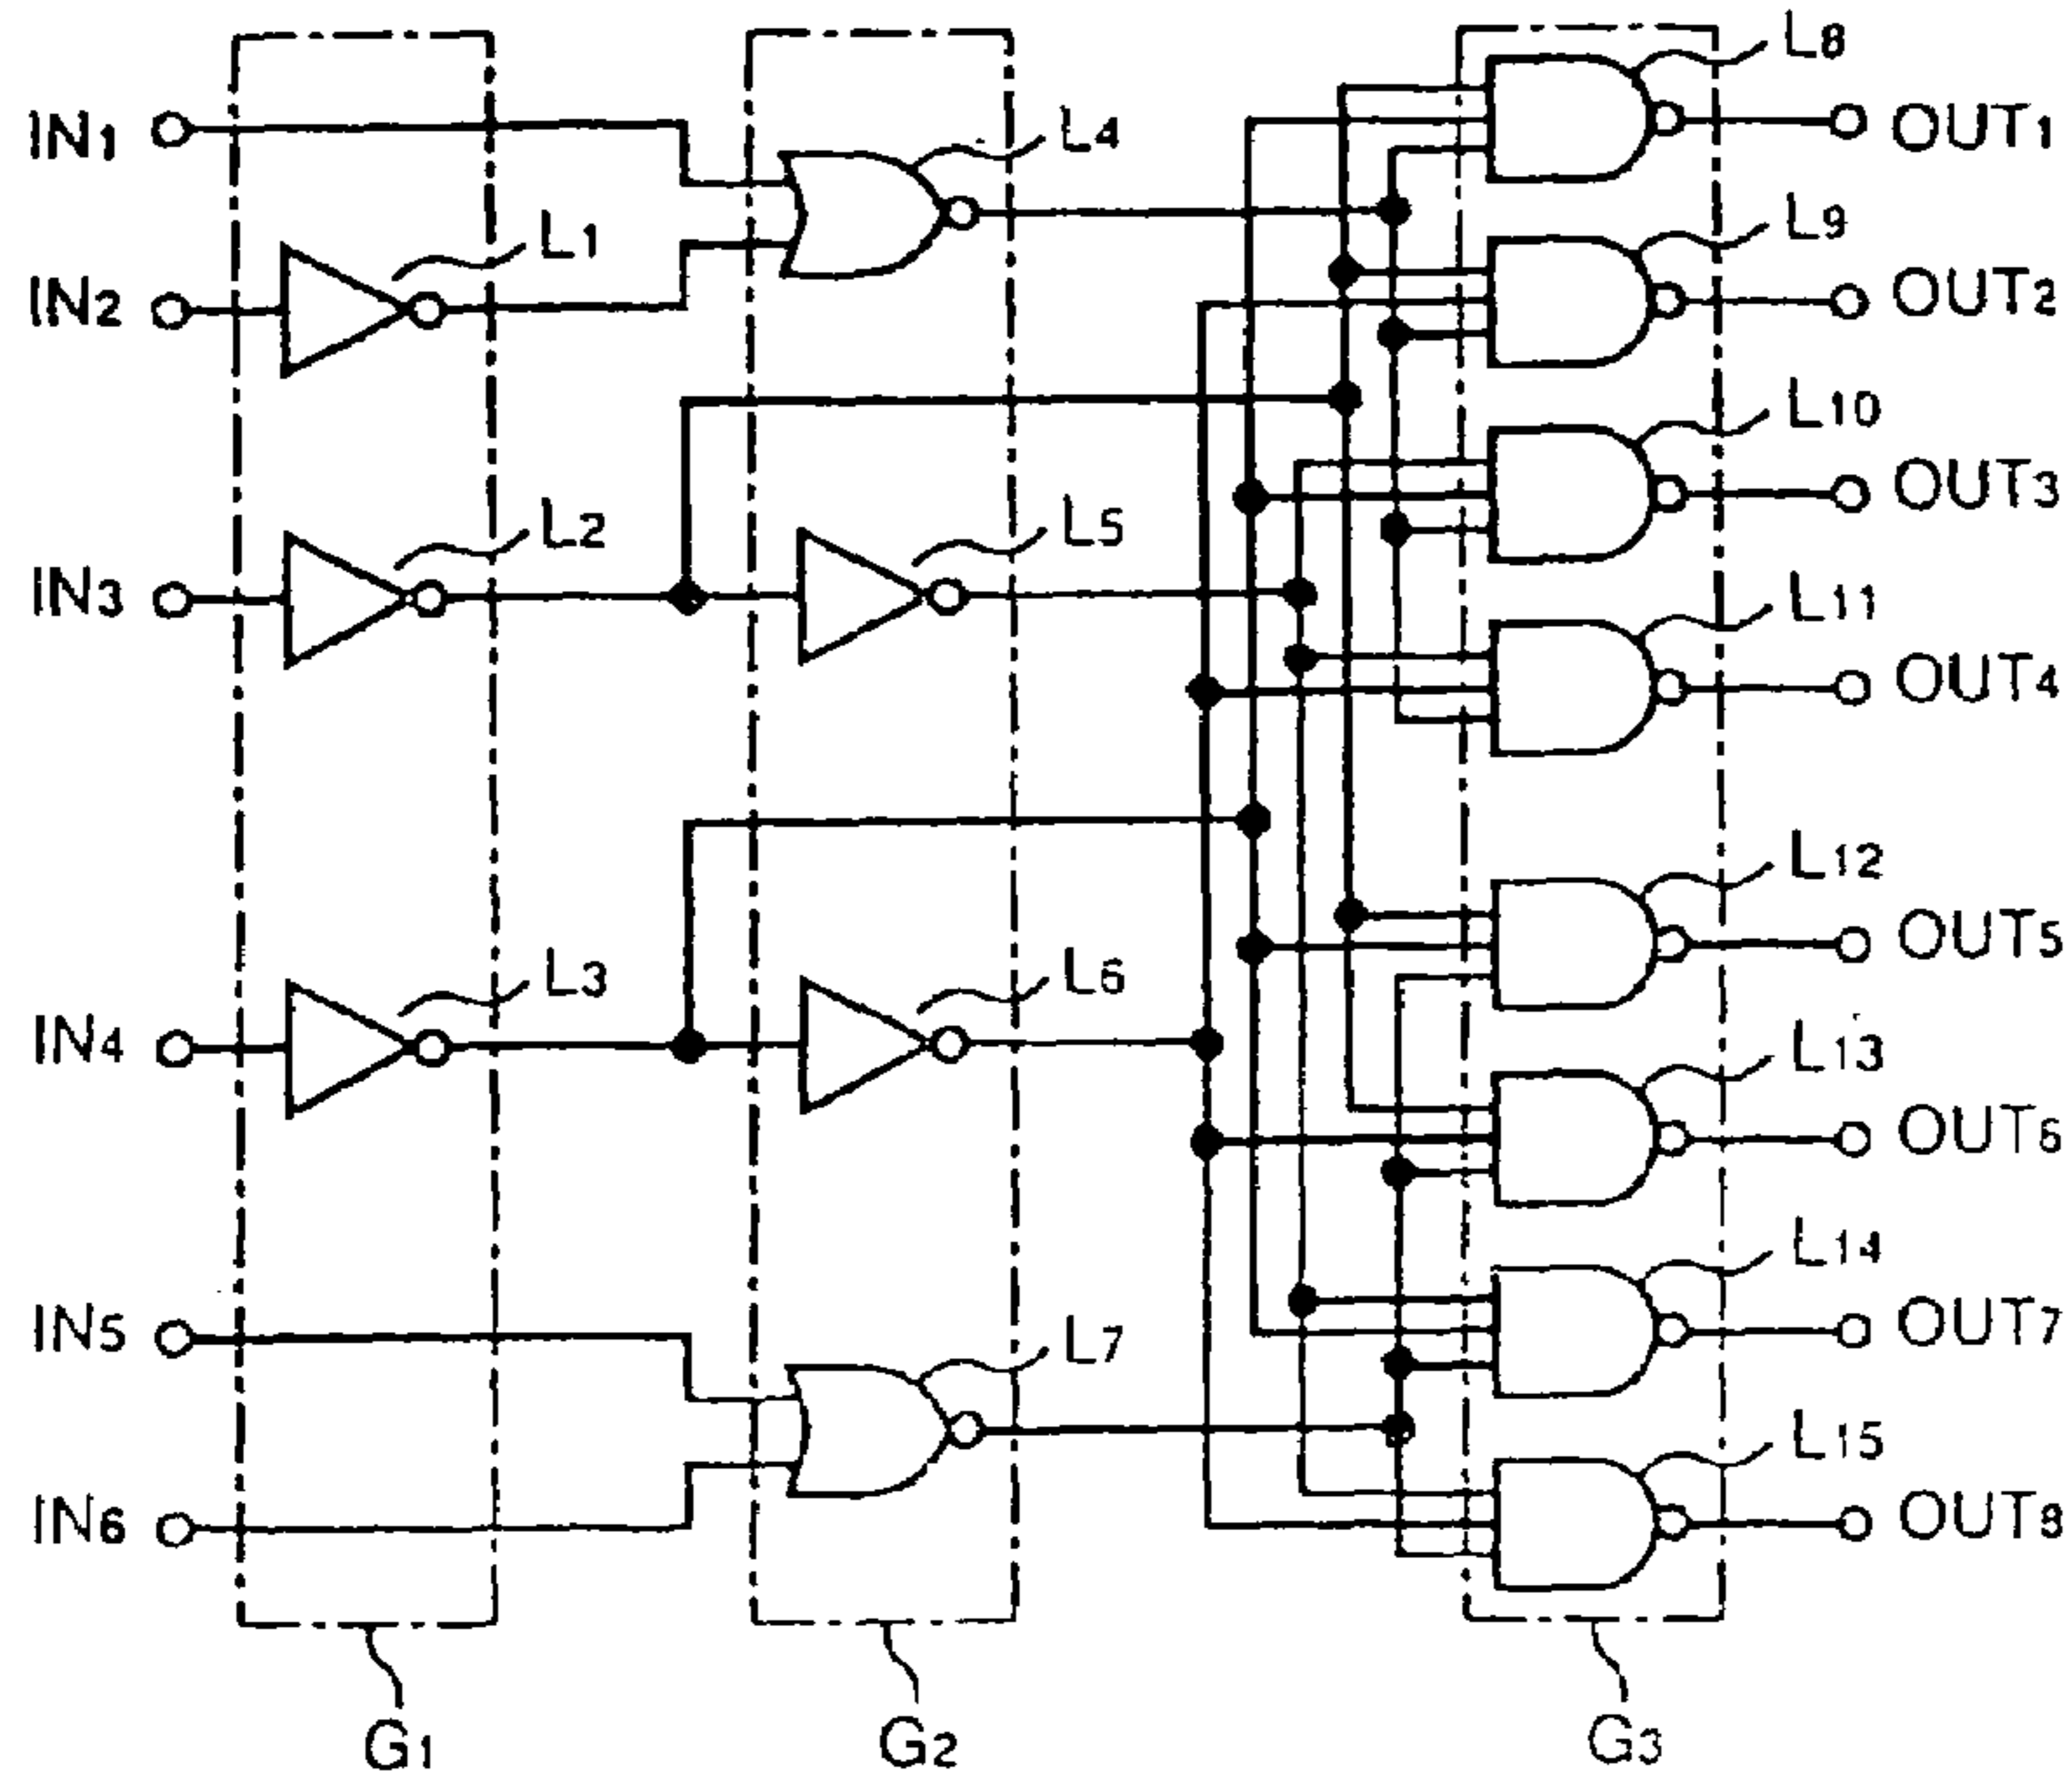 L8
IN1
L4
OUT1
L1
L9
IN2
OUT2
L10
OUT3
L2
L5
IN3
L11
OUT4
L12
OUT5
L3
L6
IN4
L13
OUT6
L14
IN5
L7
OUT7
L15
IN6
OUT8
G1
G2
G3